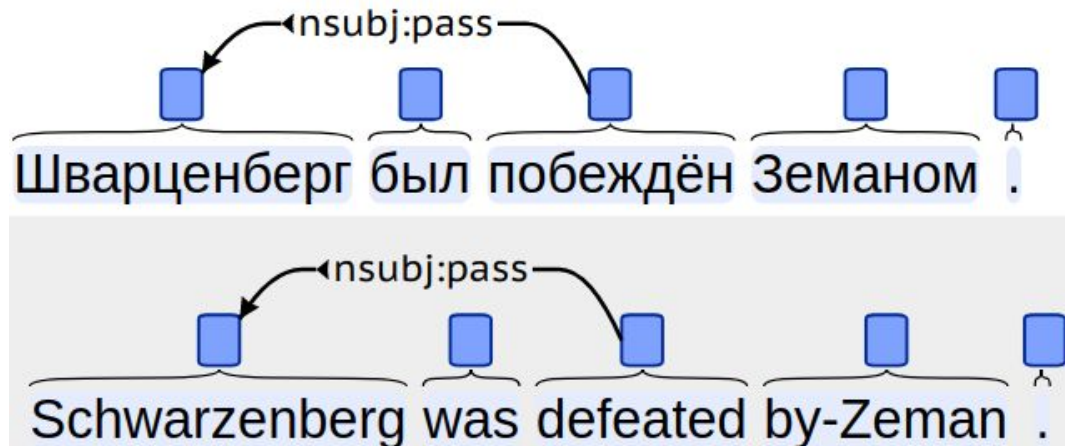 nsubj:pass
Шварценберг был побеждён Земаном .
nsubj:pass
Schwarzenberg was defeated by-Zeman .